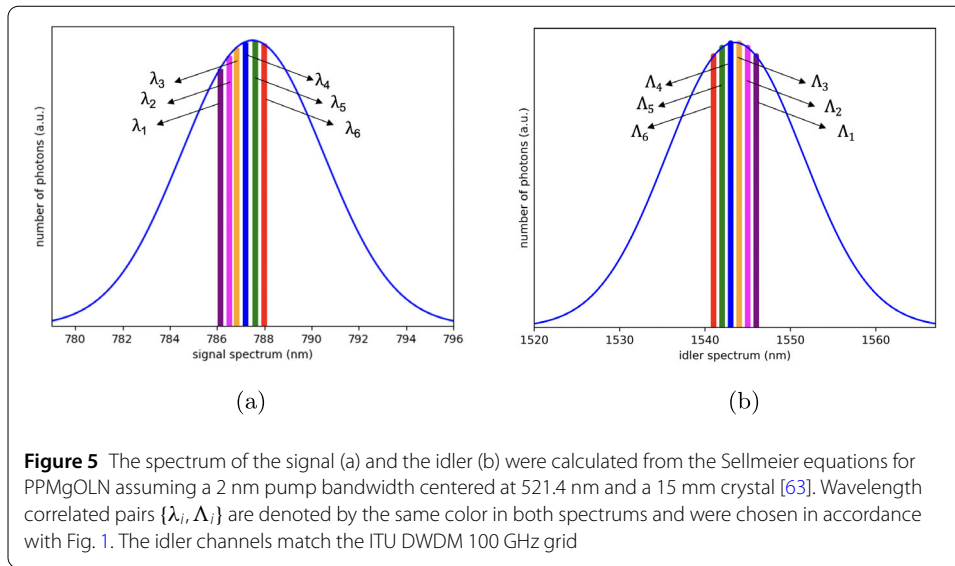 number of photons (a.u.)
λ₃
λ₂
λ₁
λ₄
λ₅
λ₆
780 782 784 786 788 790 792 794 796
signal spectrum (nm)
(a)
number of photons (a.u.)
Λ₄
Λ₅
Λ₆
Λ₃
Λ₂
Λ₁
1520 1530 1540 1550 1560
idler spectrum (nm)
(b)
Figure 5 The spectrum of the signal (a) and the idler (b) were calculated from the Sellmeier equations for
PPMgOLN assuming a 2 nm pump bandwidth centered at 521.4 nm and a 15 mm crystal [63]. Wavelength
correlated pairs {λᵢ, Λᵢ} are denoted by the same color in both spectrums and were chosen in accordance
with Fig. 1. The idler channels match the ITU DWDM 100 GHz grid